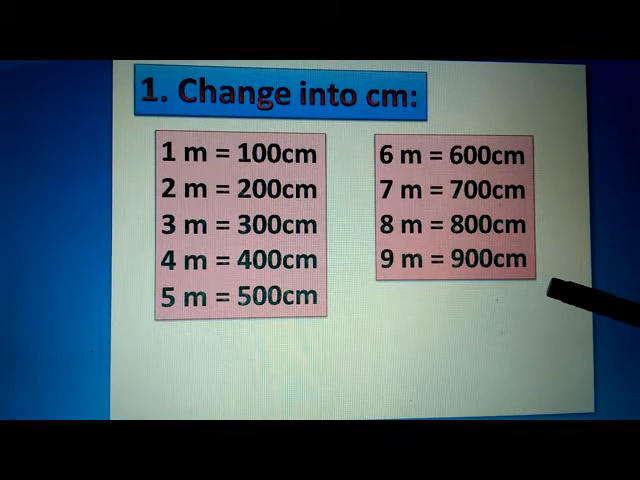 1. Change into cm:
1 m = 100cm
2 m = 200cm
3 m = 300cm
4 m = 400cm
5 m = 500cm
6 m = 600cm
7 m = 700cm
8 m = 800cm
9 m = 900cm